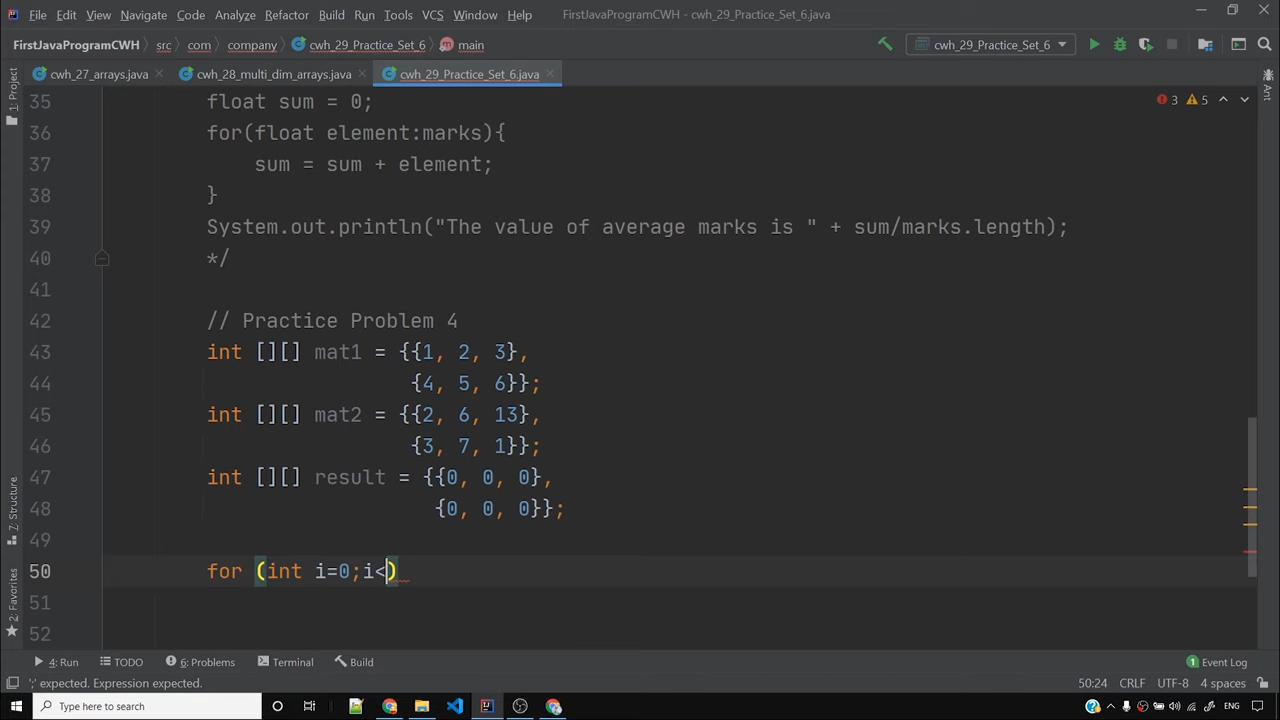 File Edit View Navigate Code Analyze Refactor Build Run Tools VCS Window Help FirstJavaProgramCWH - cwh_29_Practice_Set_6.java
FirstJavaProgramCWH src com company cwh_29_Practice_Set_6 main cwh_29_Practice_Set_6
cwh_27_arrays.java cwh_28_multi_dim_arrays.java cwh_29_Practice_Set_6.java
1: Project
Ant
3 5
35 float sum = 0;
36 for(float element:marks){
37 sum = sum + element;
38 }
39 System.out.println("The value of average marks is " + sum/marks.length);
40 */
41
42 // Practice Problem 4
43 int [][] mat1 = {{1, 2, 3},
44 {4, 5, 6}};
45 int [][] mat2 = {{2, 6, 13},
46 {3, 7, 1}};
47 int [][] result = {{0, 0, 0},
48 {0, 0, 0}};
49
50 for (int i=0;i<)
51
52
7: Structure
2: Favorites
4: Run TODO 6: Problems Terminal Build 1 Event Log
';' expected. Expression expected. 50:24 CRLF UTF-8 4 spaces
Type here to search ENG